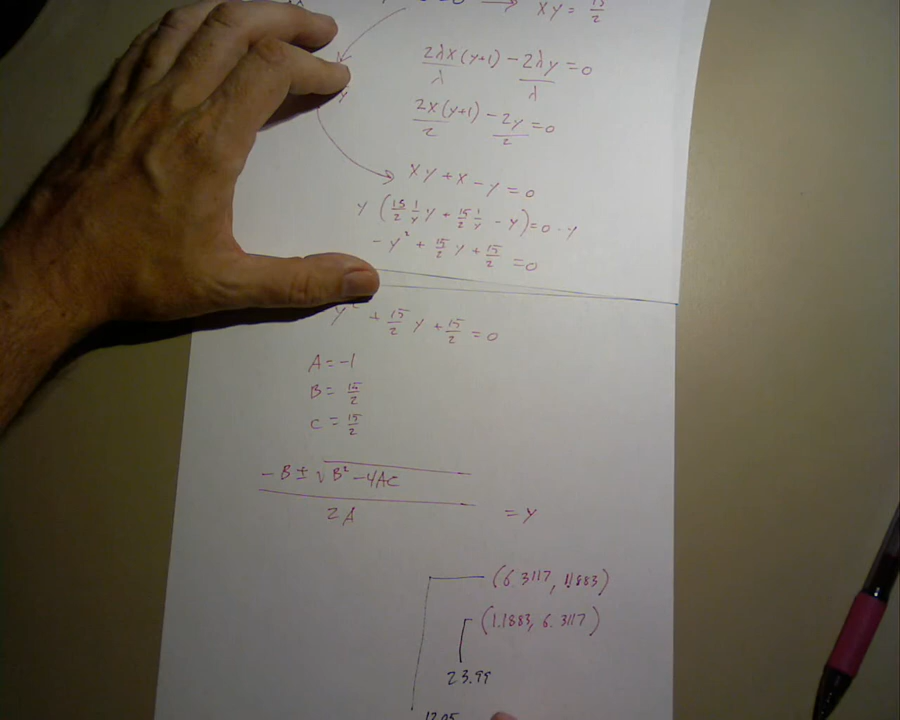 XY = 15/2
2λX(y+1)/λ − 2λy/λ = 0
2X(y+1)/2 − 2y/2 = 0
XY + X − Y = 0
Y (15/2 1/Y Y + 15/2 1/Y − Y) = 0 · Y
−Y² + 15/2 Y + 15/2 = 0
Y² + 15/2 Y + 15/2 = 0
A = −1
B = 15/2
C = 15/2
−B ± √B² − 4AC / 2A = Y
(6.3117, 1.1883)
(1.1883, 6.3117)
23.99